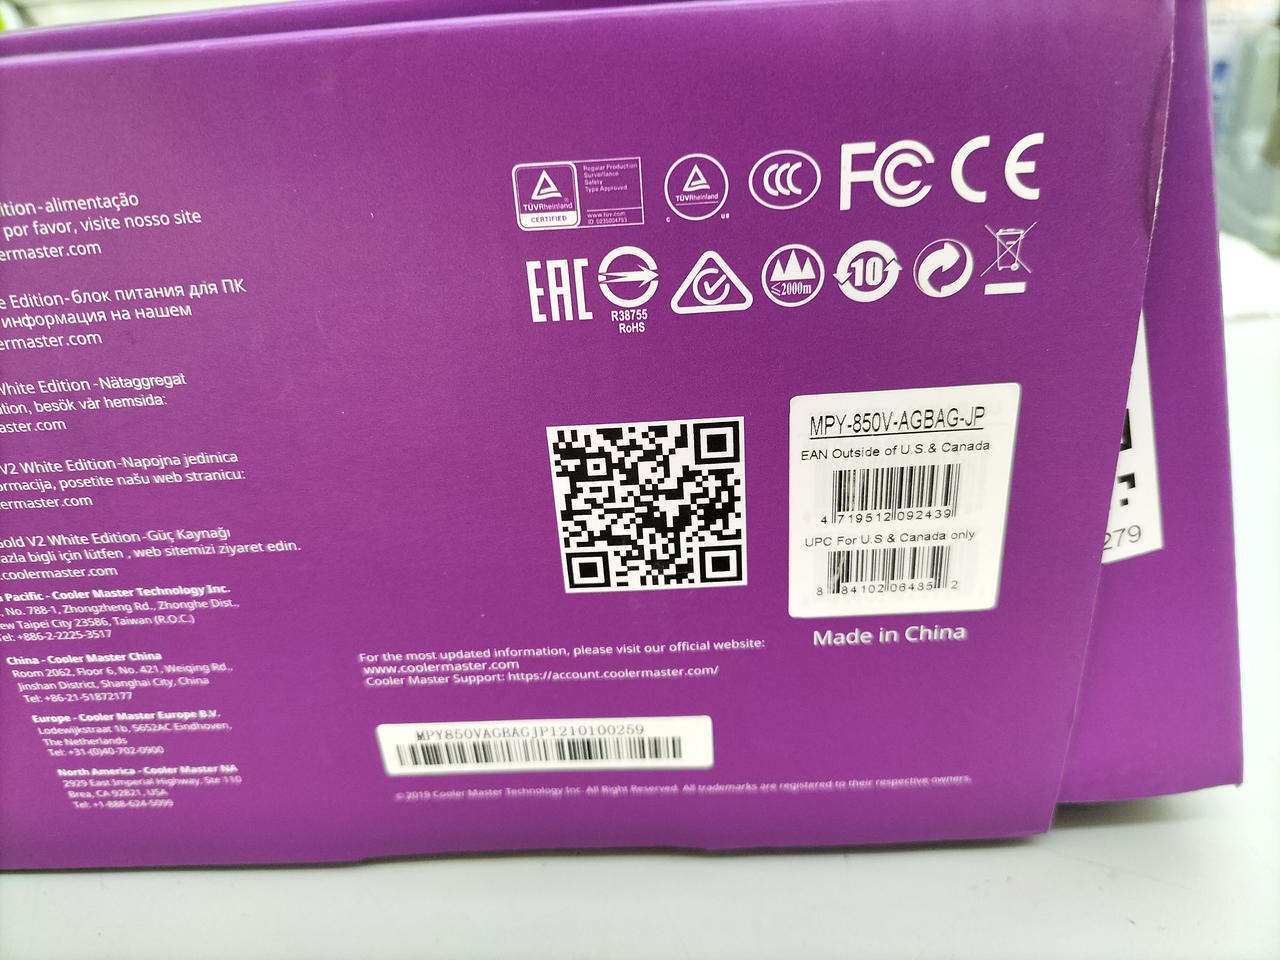 ition - alimentação
por favor, visite nosso site
ermaster.com
e Edition - блок питания для ПК
информация на нашем
ermaster.com
White Edition - Nätaggregat
besök vår hemsida:
aster.com
V2 White Edition - Napojna jedinica
ormacija, posetite našu web stranicu:
ermaster.com
Gold V2 White Edition - Güç Kaynağı
azla bigli için lütfen , web sitemizi ziyaret edin.
.coolermaster.com
Pacific - Cooler Master Technology Inc.
, No. 788-1, Zhongzheng Rd., Zhonghe Dist.,
ew Taipei City 23586, Taiwan (R.O.C.)
Tel: +886-2-2225-3517
China - Cooler Master China
Room 2062, Floor 6, No. 421, Weiqing Rd.,
Jinshan District, Shanghai City, China
Tel: +86-21-51872177
Europe - Cooler Master Europe B.V.
Lodewijkstraat 1b, 5652AC Eindhoven,
The Netherlands
Tel: +31-(0)40-702-0900
North America - Cooler Master NA
2929 East Imperial Highway, Ste 110
Brea, CA 92821, USA
Tel: +1-888-624-5099
TÜVRheinland
CERTIFIED
Regular Production
Surveillance
Safety
Type Approved
www.tuv.com
ID 0235004753
TÜVRheinland
C US
CCC
FC CE
EAC
R38755
RoHS
≤2000m
10
MPY-850V-AGBAG-JP
EAN Outside of U.S.& Canada
4 719512 092439
UPC For U.S & Canada only
8 84102 06485 2
279
Made in China
For the most updated information, please visit our official website:
www.coolermaster.com
Cooler Master Support: https://account.coolermaster.com/
MPY850VAGBAGJP1210100259
© 2019 Cooler Master Technology Inc. All Right Reserved. All trademarks are registered to their respective owners.